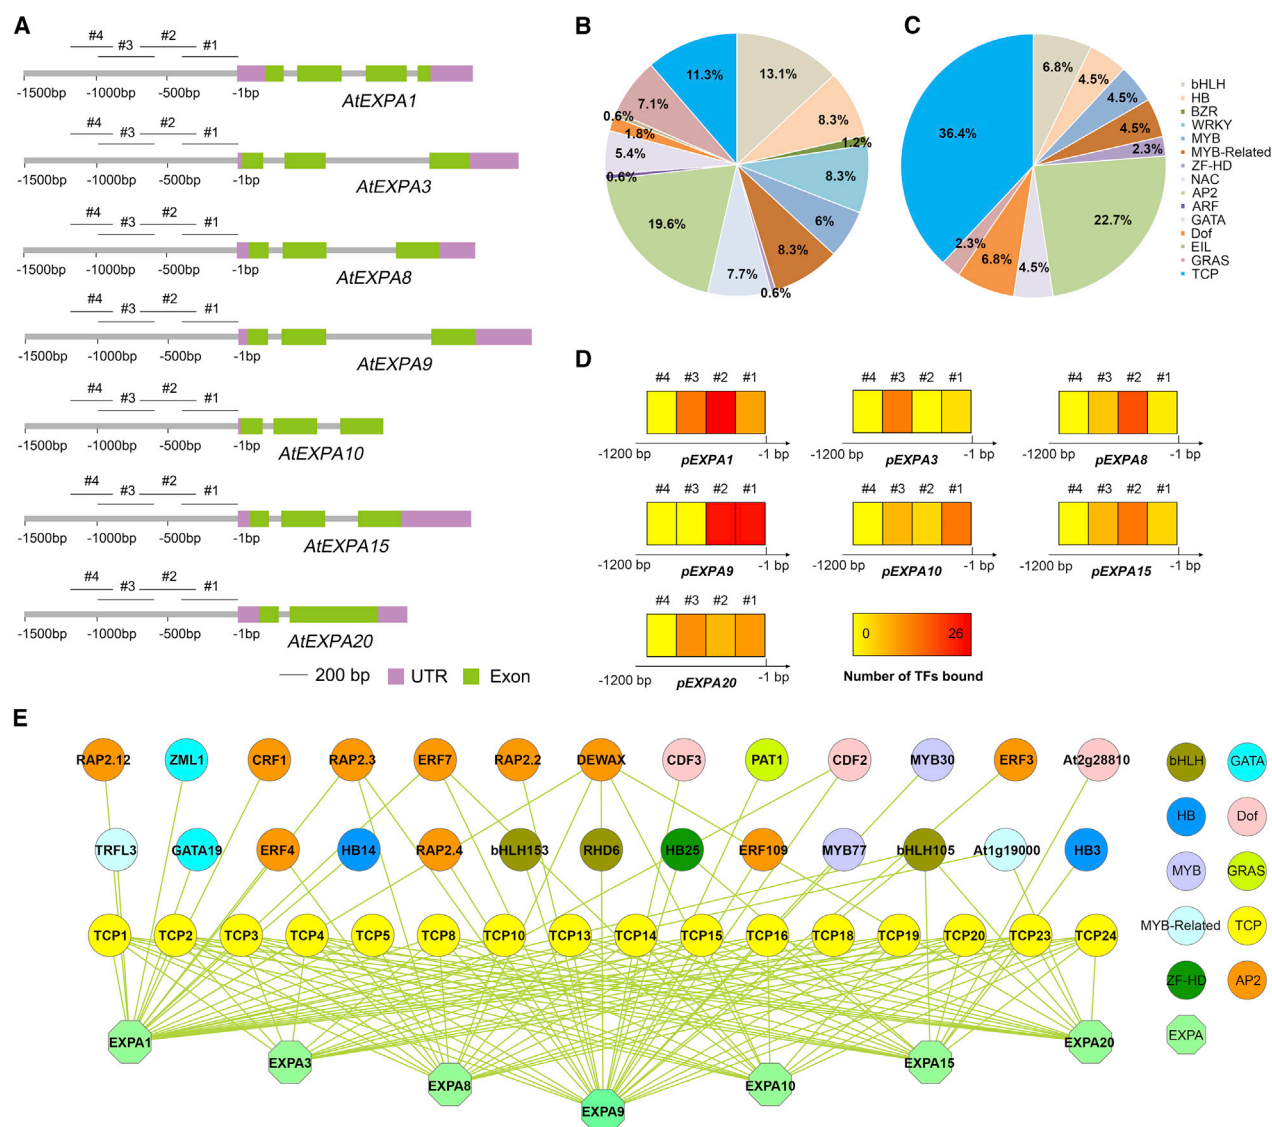 A
#4 #2
#3 #1
-1500bp -1000bp -500bp -1bp
AtEXPA1
#4 #2
#3 #1
-1500bp -1000bp -500bp -1bp
AtEXPA3
#4 #2
#3 #1
-1500bp -1000bp -500bp -1bp
AtEXPA8
#4 #2
#3 #1
-1500bp -1000bp -500bp -1bp
AtEXPA9
#4 #2
#3 #1
-1500bp -1000bp -500bp -1bp
AtEXPA10
#4 #2
#3 #1
-1500bp -1000bp -500bp -1bp
AtEXPA15
#4 #2
#3 #1
-1500bp -1000bp -500bp -1bp
AtEXPA20
200 bp UTR Exon
B
13.1%
8.3%
1.2%
8.3%
6%
8.3%
0.6%
7.7%
19.6%
0.6%
5.4%
1.8%
0.6%
7.1%
11.3%
C
6.8%
4.5%
4.5%
4.5%
2.3%
22.7%
4.5%
6.8%
2.3%
36.4%
bHLH
HB
BZR
WRKY
MYB
MYB-Related
ZF-HD
NAC
AP2
ARF
GATA
Dof
EIL
GRAS
TCP
D
#4 #3 #2 #1
-1200 bp pEXPA1 -1 bp
#4 #3 #2 #1
-1200 bp pEXPA3 -1 bp
#4 #3 #2 #1
-1200 bp pEXPA8 -1 bp
#4 #3 #2 #1
-1200 bp pEXPA9 -1 bp
#4 #3 #2 #1
-1200 bp pEXPA10 -1 bp
#4 #3 #2 #1
-1200 bp pEXPA15 -1 bp
#4 #3 #2 #1
-1200 bp pEXPA20 -1 bp
0 26
Number of TFs bound
E
RAP2.12 ZML1 CRF1 RAP2.3 ERF7 RAP2.2 DEWAX CDF3 PAT1 CDF2 MYB30 ERF3 At2g28810
TRFL3 GATA19 ERF4 HB14 RAP2.4 bHLH153 RHD6 HB25 ERF109 MYB77 bHLH105 At1g19000 HB3
TCP1 TCP2 TCP3 TCP4 TCP5 TCP8 TCP10 TCP13 TCP14 TCP15 TCP16 TCP18 TCP19 TCP20 TCP23 TCP24
EXPA1 EXPA3 EXPA8 EXPA9 EXPA10 EXPA15 EXPA20
bHLH GATA
HB Dof
MYB GRAS
MYB-Related TCP
ZF-HD AP2
EXPA